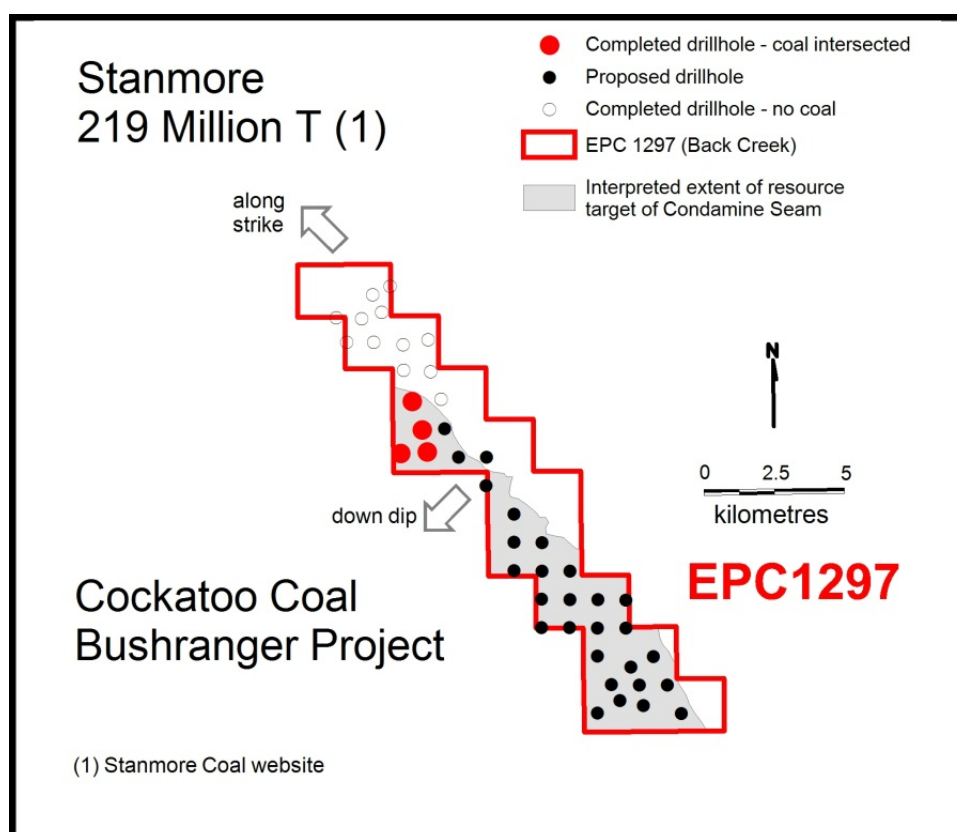 Stanmore
219 Million T (1)
Completed drillhole - coal intersected
Proposed drillhole
Completed drillhole - no coal
EPC 1297 (Back Creek)
Interpreted extent of resource
target of Condamine Seam
along
strike
N
0 2.5 5
kilometres
down dip
EPC1297
Cockatoo Coal
Bushranger Project
(1) Stanmore Coal website